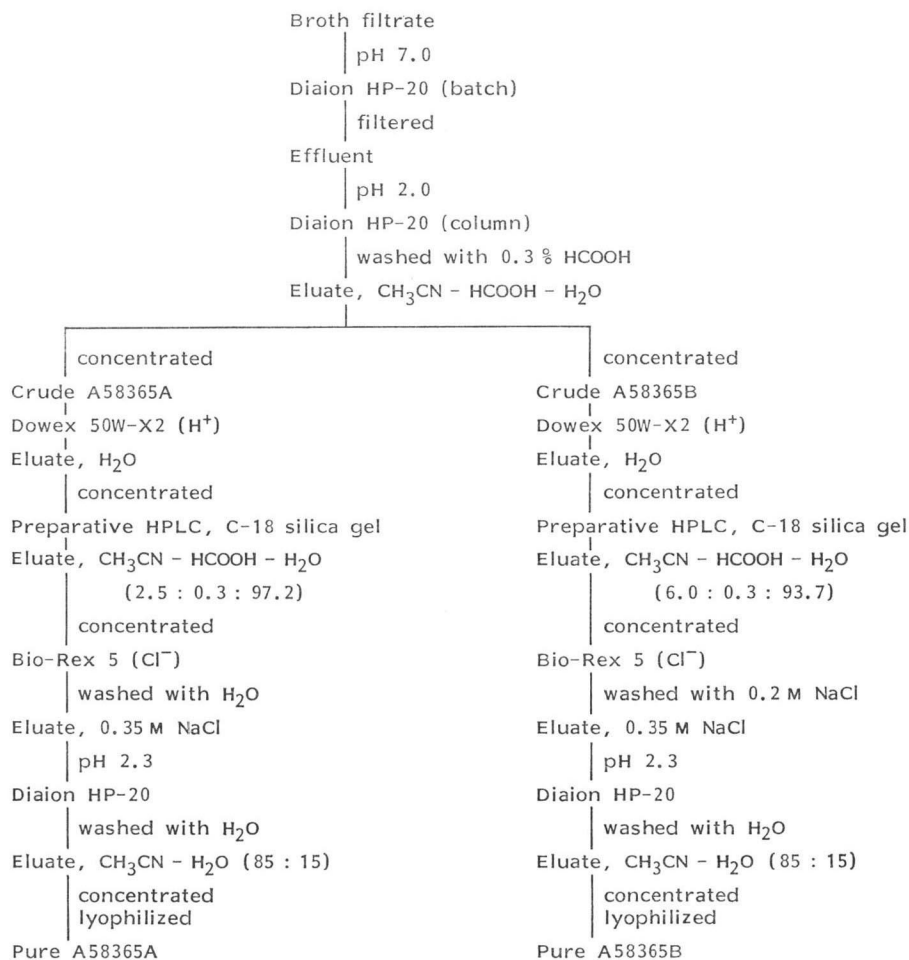 Broth filtrate
pH 7.0
Diaion HP-20 (batch)
filtered
Effluent
pH 2.0
Diaion HP-20 (column)
washed with 0.3 % HCOOH
Eluate, CH₃CN – HCOOH – H₂O
concentrated
Crude A58365A
Dowex 50W-X2 (H⁺)
Eluate, H₂O
concentrated
Preparative HPLC, C-18 silica gel
Eluate, CH₃CN – HCOOH – H₂O
(2.5 : 0.3 : 97.2)
concentrated
Bio-Rex 5 (Cl⁻)
washed with H₂O
Eluate, 0.35 M NaCl
pH 2.3
Diaion HP-20
washed with H₂O
Eluate, CH₃CN – H₂O (85 : 15)
concentrated
lyophilized
Pure A58365A
concentrated
Crude A58365B
Dowex 50W-X2 (H⁺)
Eluate, H₂O
concentrated
Preparative HPLC, C-18 silica gel
Eluate, CH₃CN – HCOOH – H₂O
(6.0 : 0.3 : 93.7)
concentrated
Bio-Rex 5 (Cl⁻)
washed with 0.2 M NaCl
Eluate, 0.35 M NaCl
pH 2.3
Diaion HP-20
washed with H₂O
Eluate, CH₃CN – H₂O (85 : 15)
concentrated
lyophilized
Pure A58365B